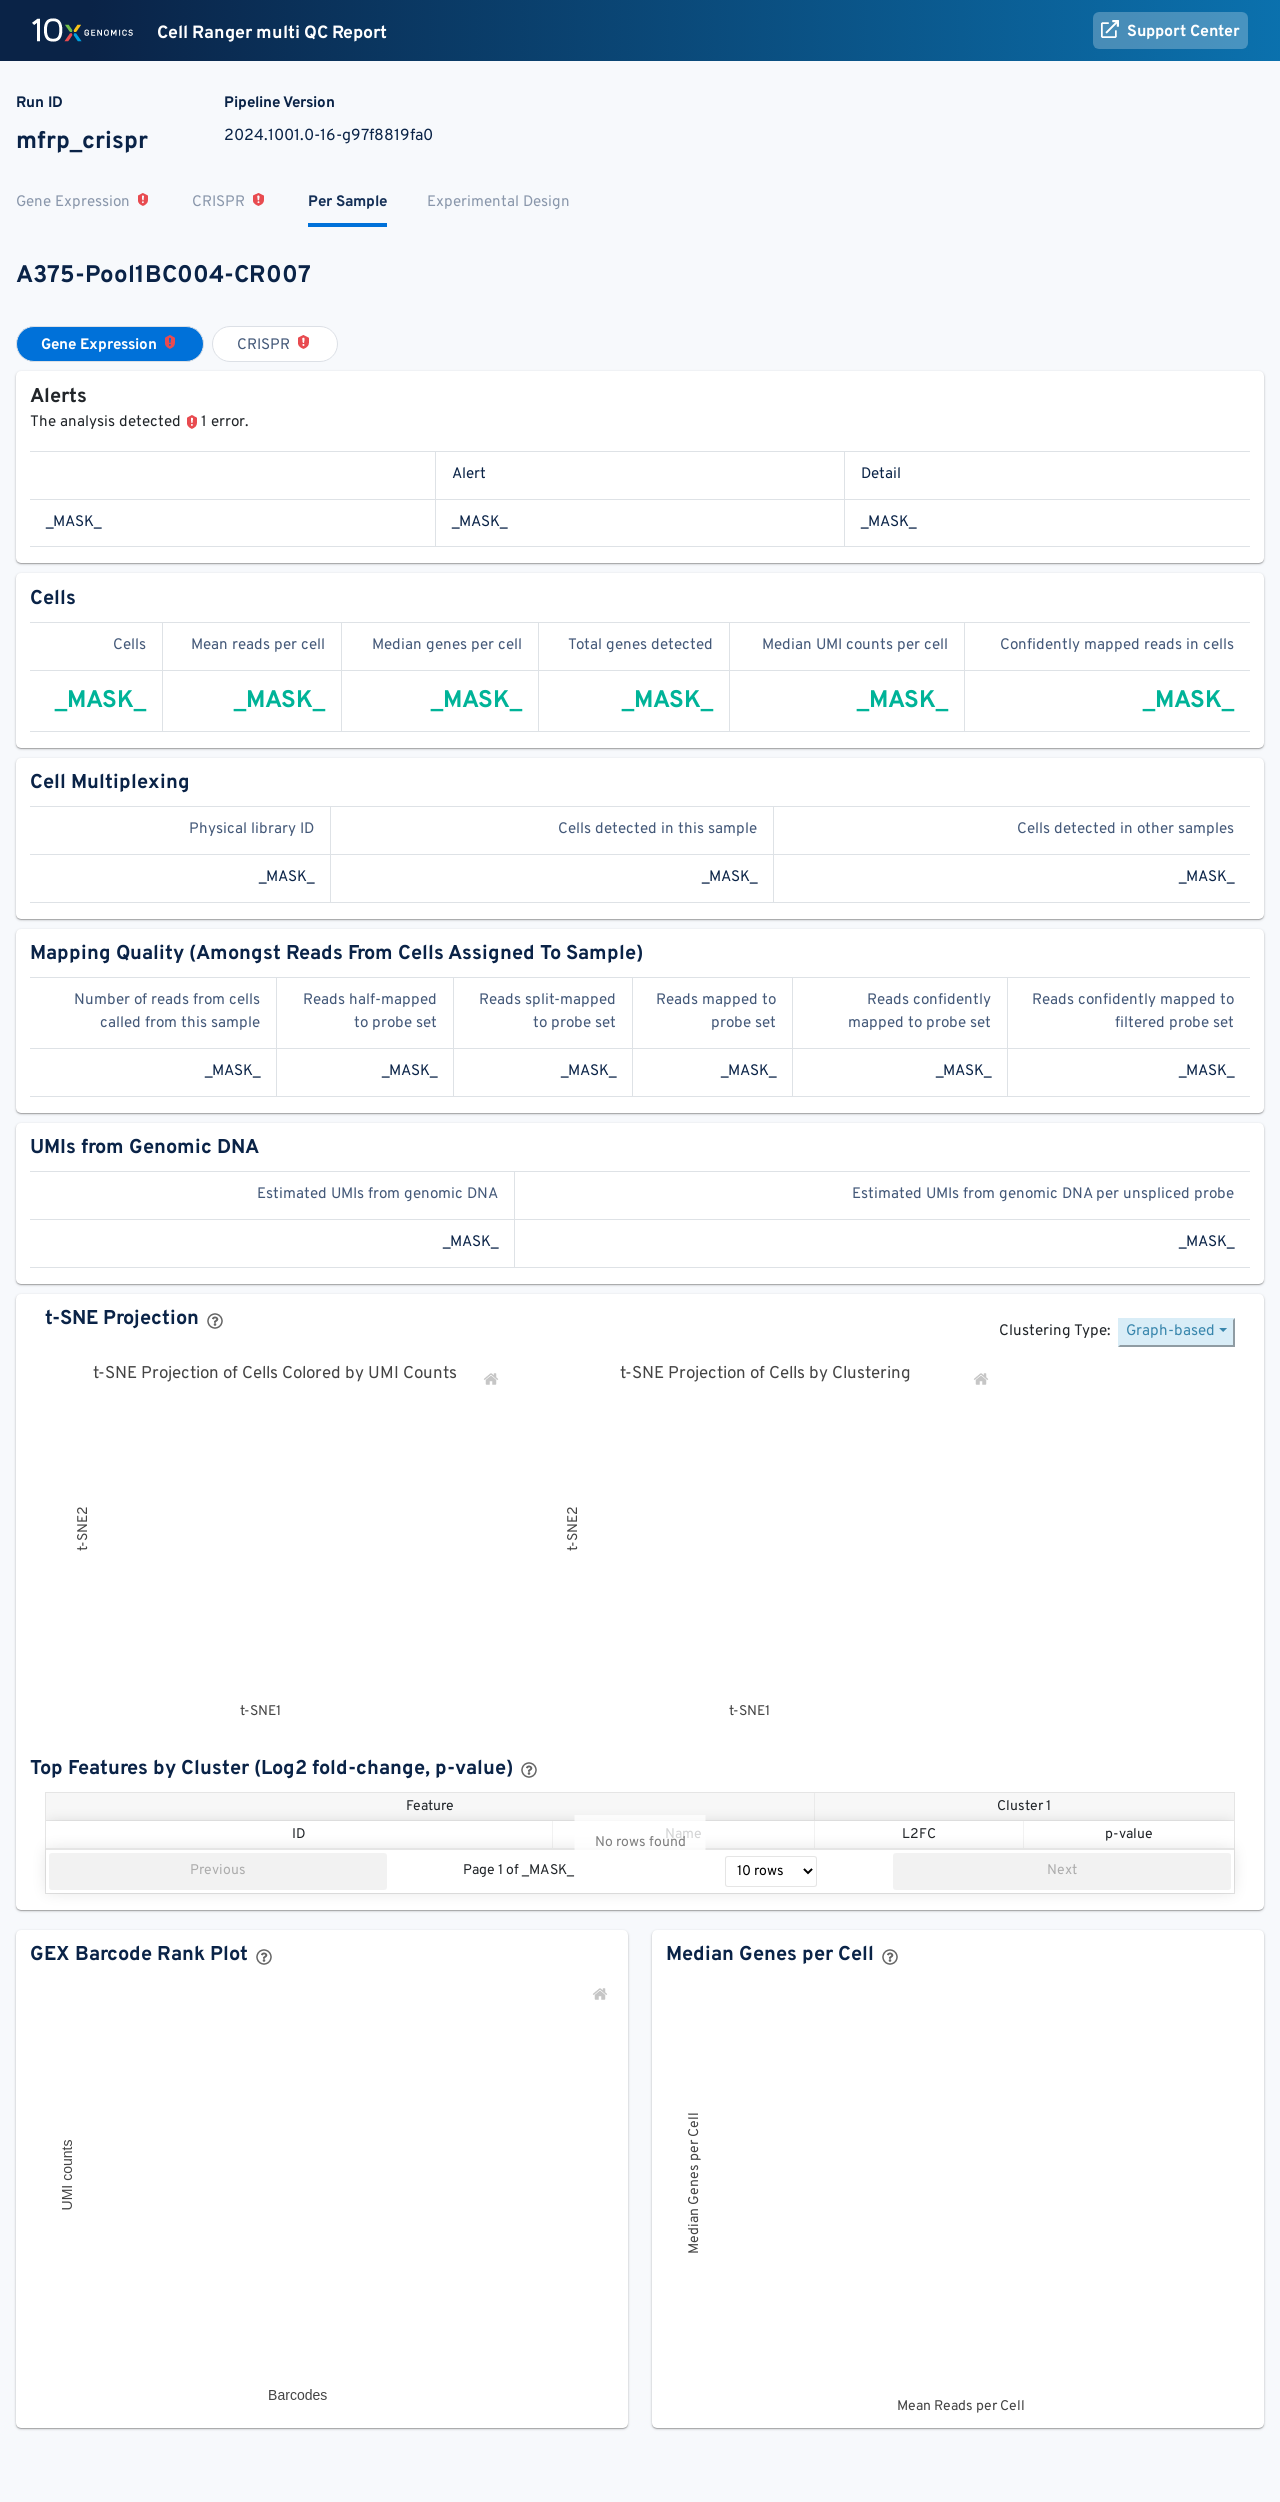 10x GENOMICS Cell Ranger multi QC Report Support Center
Run ID Pipeline Version
mfrp_crispr 2024.1001.0-16-g97f8819fa0
Gene Expression CRISPR Per Sample Experimental Design
A375-Pool1BC004-CR007
Gene Expression CRISPR
Alerts
The analysis detected 1 error.
Alert Detail
_MASK_ _MASK_ _MASK_
Cells
Cells Mean reads per cell Median genes per cell Total genes detected Median UMI counts per cell Confidently mapped reads in cells
_MASK_ _MASK_ _MASK_ _MASK_ _MASK_ _MASK_
Cell Multiplexing
Physical library ID Cells detected in this sample Cells detected in other samples
_MASK_ _MASK_ _MASK_
Mapping Quality (Amongst Reads From Cells Assigned To Sample)
Number of reads from cells Reads half-mapped Reads split-mapped Reads mapped to Reads confidently Reads confidently mapped to
called from this sample to probe set to probe set probe set mapped to probe set filtered probe set
_MASK_ _MASK_ _MASK_ _MASK_ _MASK_ _MASK_
UMIs from Genomic DNA
Estimated UMIs from genomic DNA Estimated UMIs from genomic DNA per unspliced probe
_MASK_ _MASK_
t-SNE Projection
Clustering Type: Graph-based
t-SNE Projection of Cells Colored by UMI Counts t-SNE Projection of Cells by Clustering
t-SNE2 t-SNE2
t-SNE1 t-SNE1
Top Features by Cluster (Log2 fold-change, p-value)
Feature Cluster 1
ID Name L2FC p-value
No rows found
Previous Page 1 of _MASK_ 10 rows Next
GEX Barcode Rank Plot Median Genes per Cell
UMI counts Median Genes per Cell
Barcodes
Mean Reads per Cell